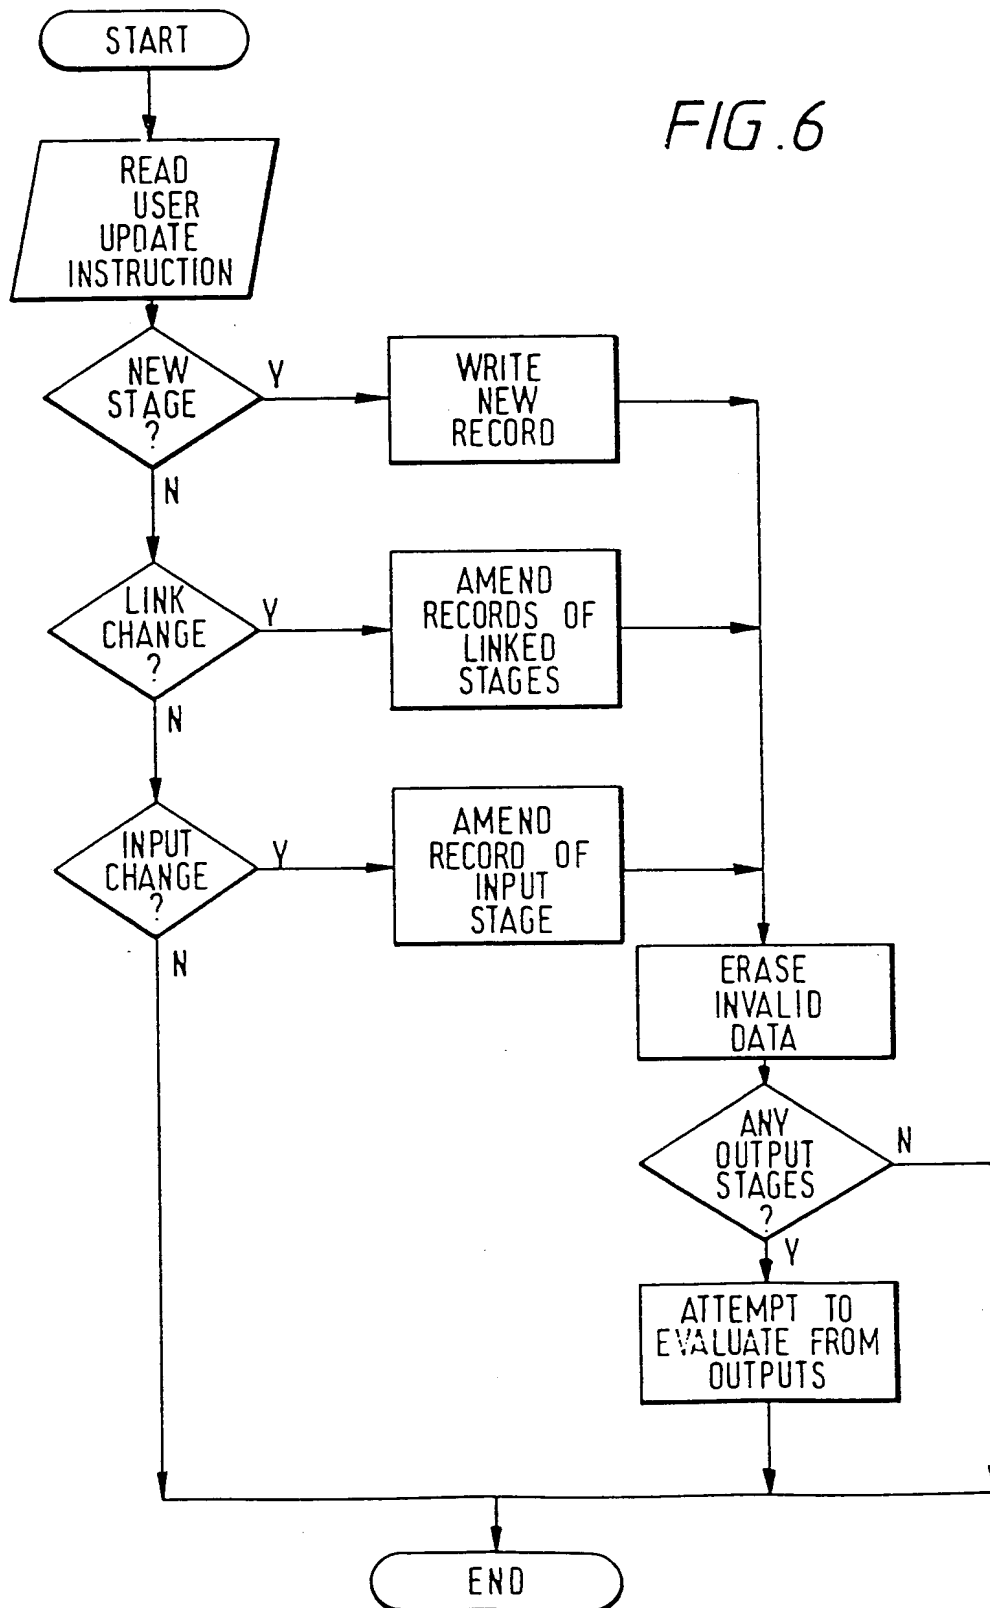 START
FIG.6
READ
USER
UPDATE
INSTRUCTION
NEW
STAGE
?
Y
WRITE
NEW
RECORD
N
LINK
CHANGE
?
Y
AMEND
RECORDS OF
LINKED
STAGES
N
INPUT
CHANGE
?
Y
AMEND
RECORD OF
INPUT
STAGE
N
ERASE
INVALID
DATA
ANY
OUTPUT
STAGES
?
N
Y
ATTEMPT TO
EVALUATE FROM
OUTPUTS
END